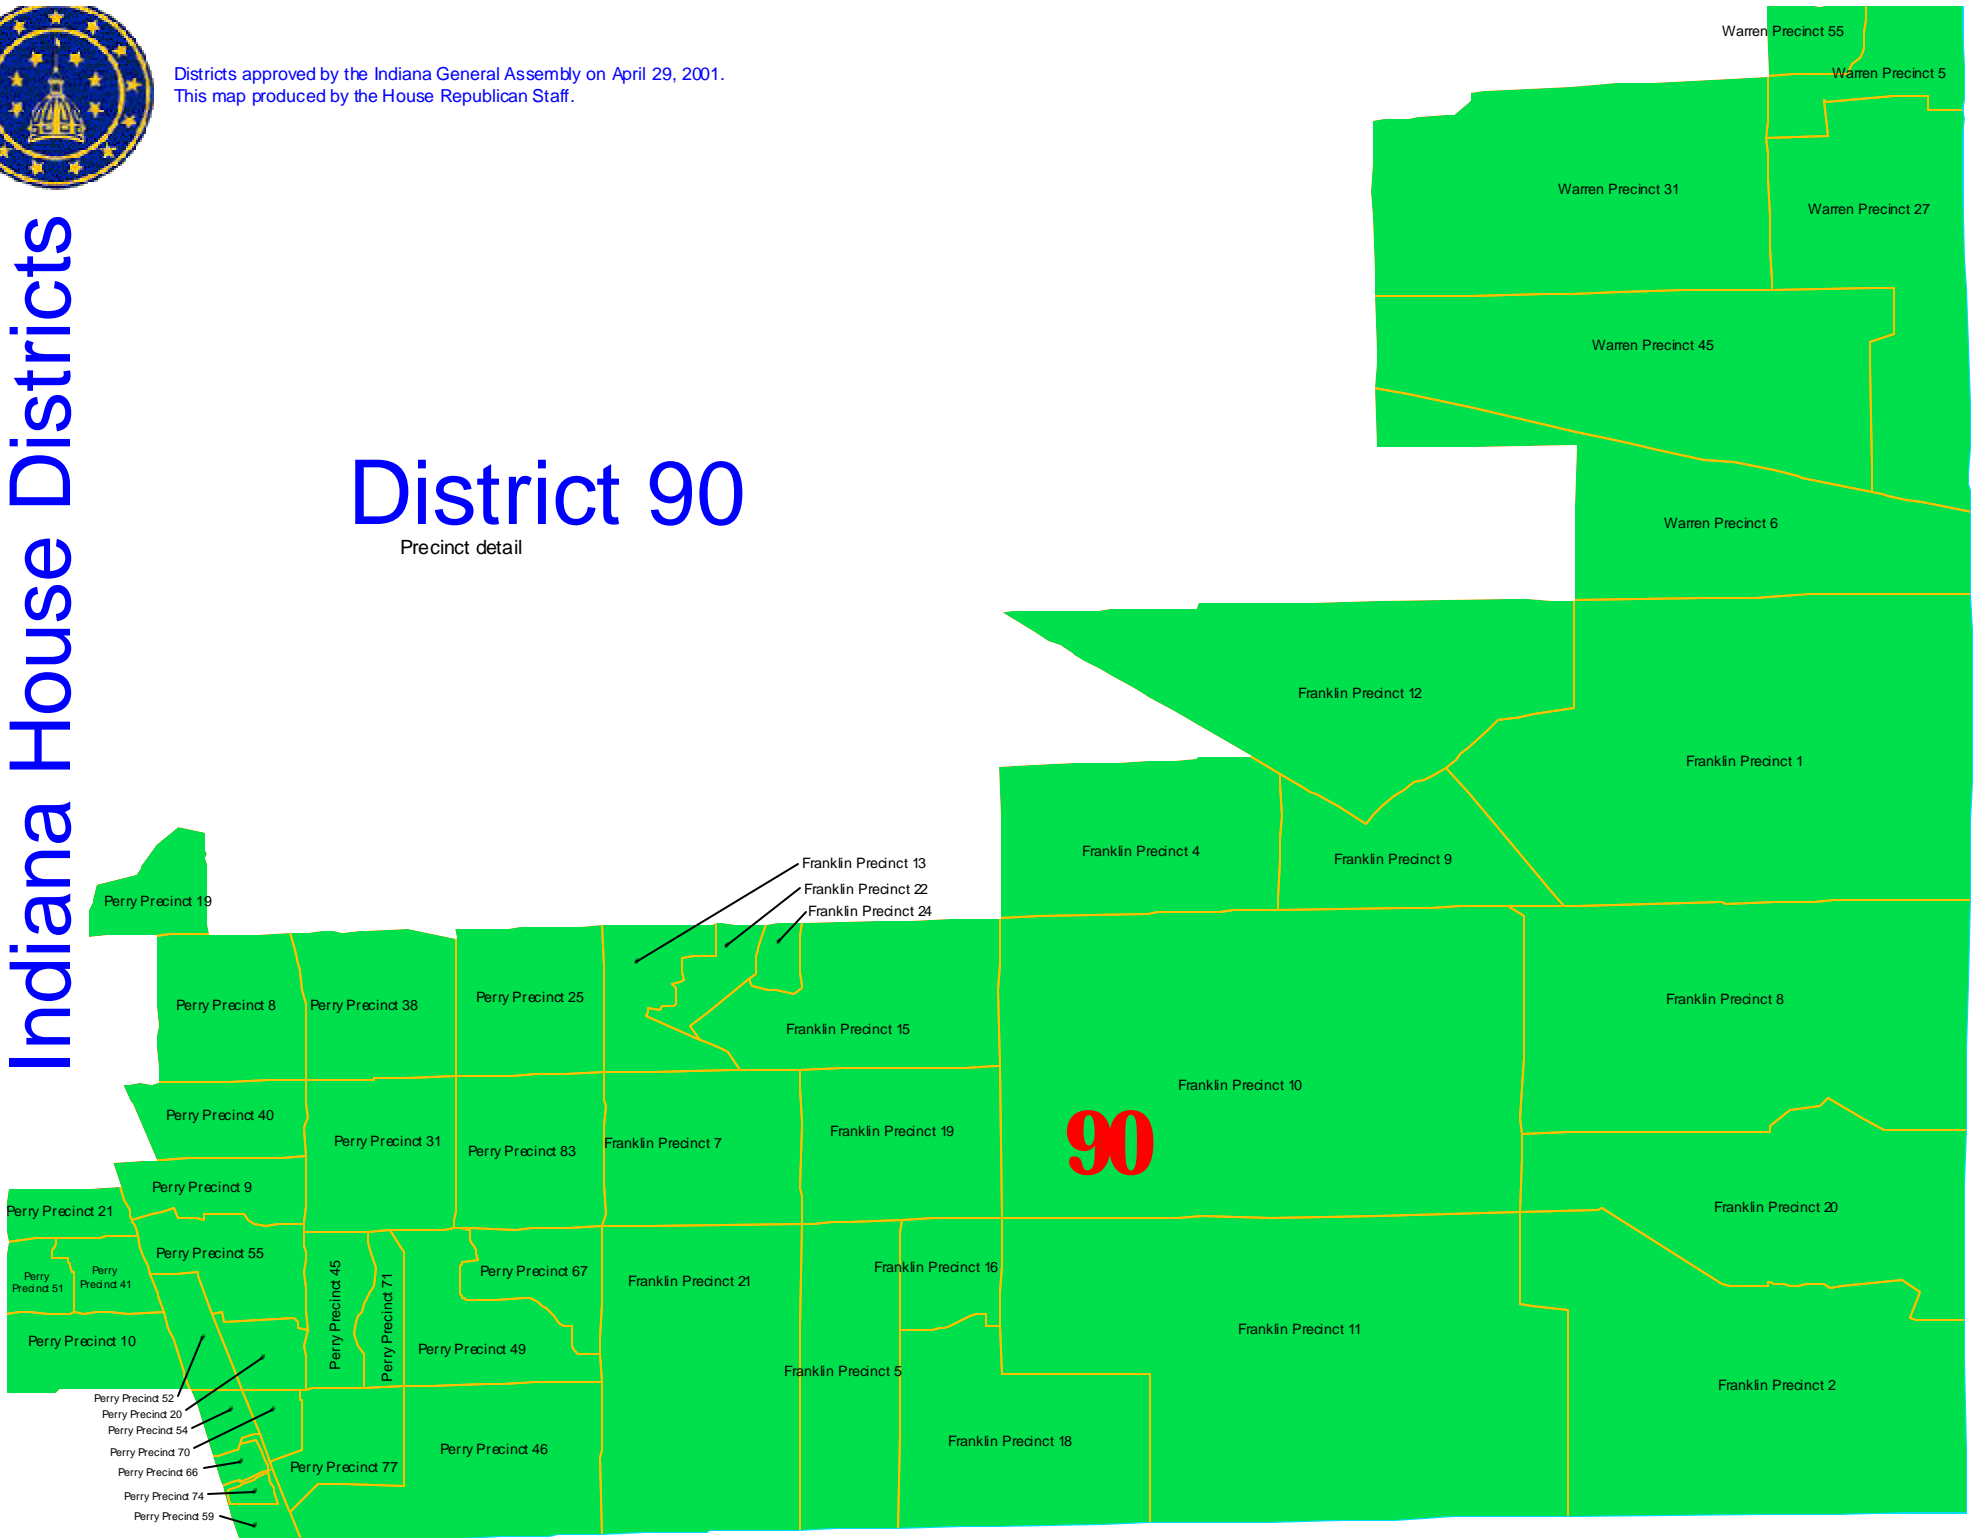 Districts approved by the Indiana General Assembly on April 29, 2001.
This map produced by the House Republican Staff.
Indiana House Districts
District 90
Precinct detail
Warren Precinct 55
Warren Precinct 5
Warren Precinct 31
Warren Precinct 27
Warren Precinct 45
Warren Precinct 6
Franklin Precinct 12
Franklin Precinct 1
Franklin Precinct 4
Franklin Precinct 9
Franklin Precinct 13
Franklin Precinct 22
Franklin Precinct 24
Perry Precinct 19
Perry Precinct 8
Perry Precinct 38
Perry Precinct 25
Franklin Precinct 15
Franklin Precinct 8
Franklin Precinct 10
90
Perry Precinct 40
Perry Precinct 31
Perry Precinct 83
Franklin Precinct 7
Franklin Precinct 19
Perry Precinct 9
Perry Precinct 21
Franklin Precinct 20
Perry Precinct 55
Perry
Precinct 51
Perry
Precinct 41
Perry Precinct 45
Perry Precinct 71
Perry Precinct 67
Franklin Precinct 21
Franklin Precinct 16
Perry Precinct 10
Perry Precinct 49
Franklin Precinct 11
Franklin Precinct 5
Franklin Precinct 2
Perry Precinct 52
Perry Precinct 20
Perry Precinct 54
Perry Precinct 70
Perry Precinct 66
Perry Precinct 74
Perry Precinct 59
Perry Precinct 77
Perry Precinct 46
Franklin Precinct 18